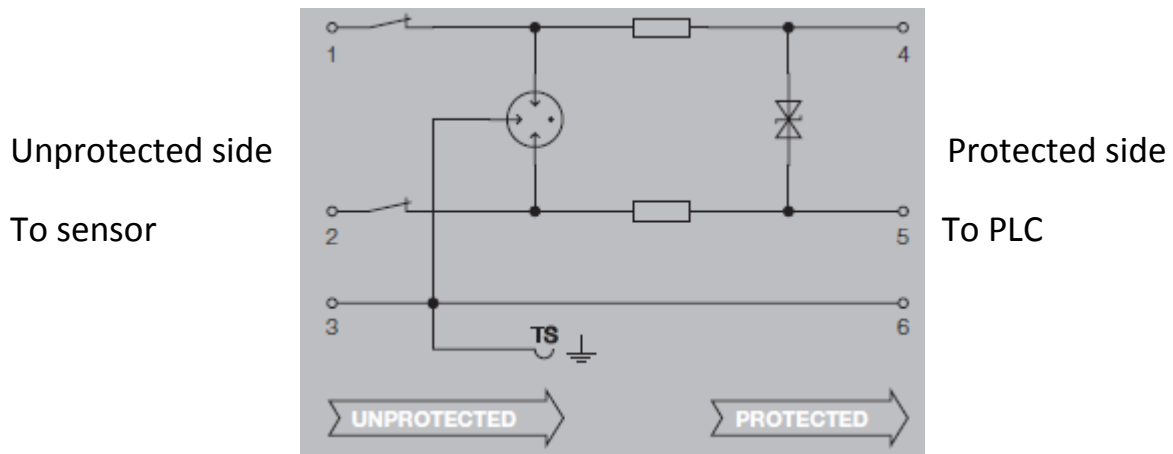 1
4
Unprotected side
Protected side
To sensor
2
5
To PLC
3
6
TS
UNPROTECTED
PROTECTED